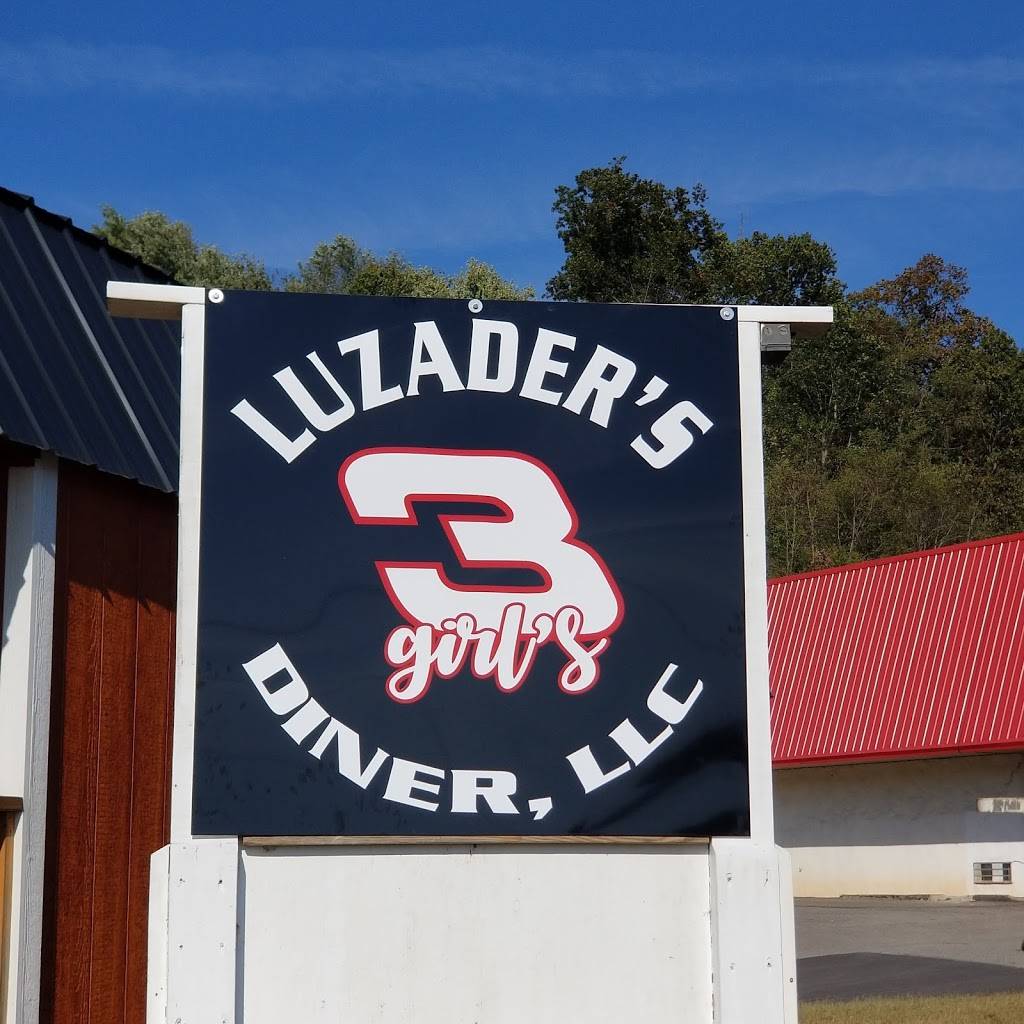 LUZADER'S
3
girl's
DINER, LLC